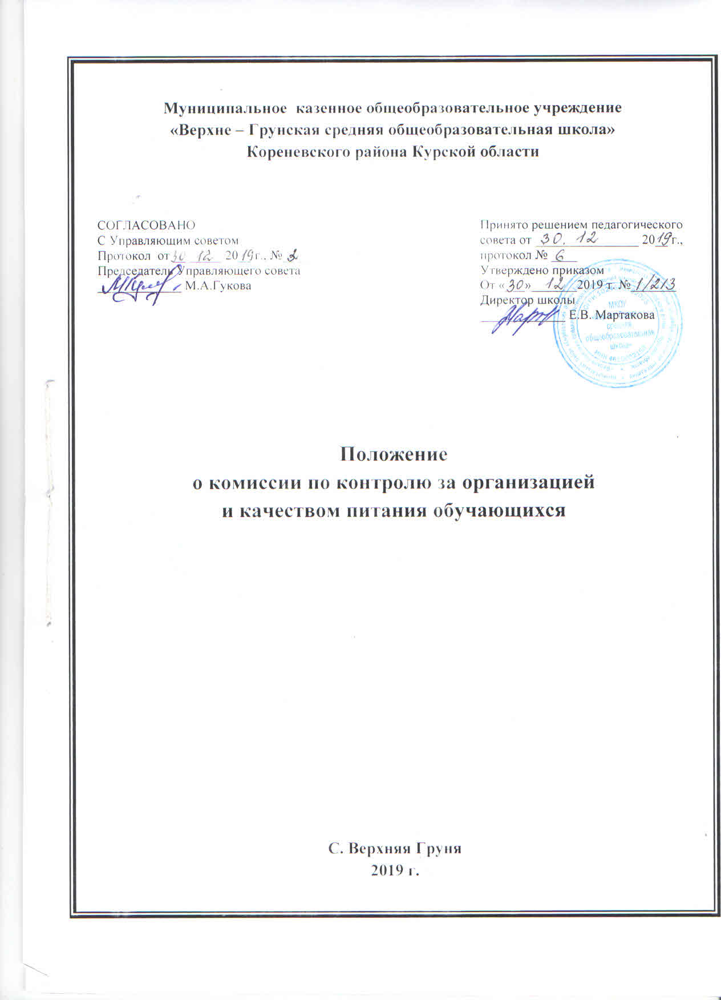 Муниципальное казенное общеобразовательное учреждение
«Верхне – Грунская средняя общеобразовательная школа»
Кореневского района Курской области
СОГЛАСОВАНО
С Управляющим советом
Протокол от 30 12 2019 г., № 3
Председатель Управляющего совета
М.А.Гукова
Принято решением педагогического
совета от 30. 12 2019 г.,
протокол № 6
Утверждено приказом
От «30» 12 2019 г. № 1/213
Директор школы
Е.В. Мартакова
МКОУ
средняя
общеобразовательная
школа»
Положение
о комиссии по контролю за организацией
и качеством питания обучающихся
С. Верхняя Груня
2019 г.